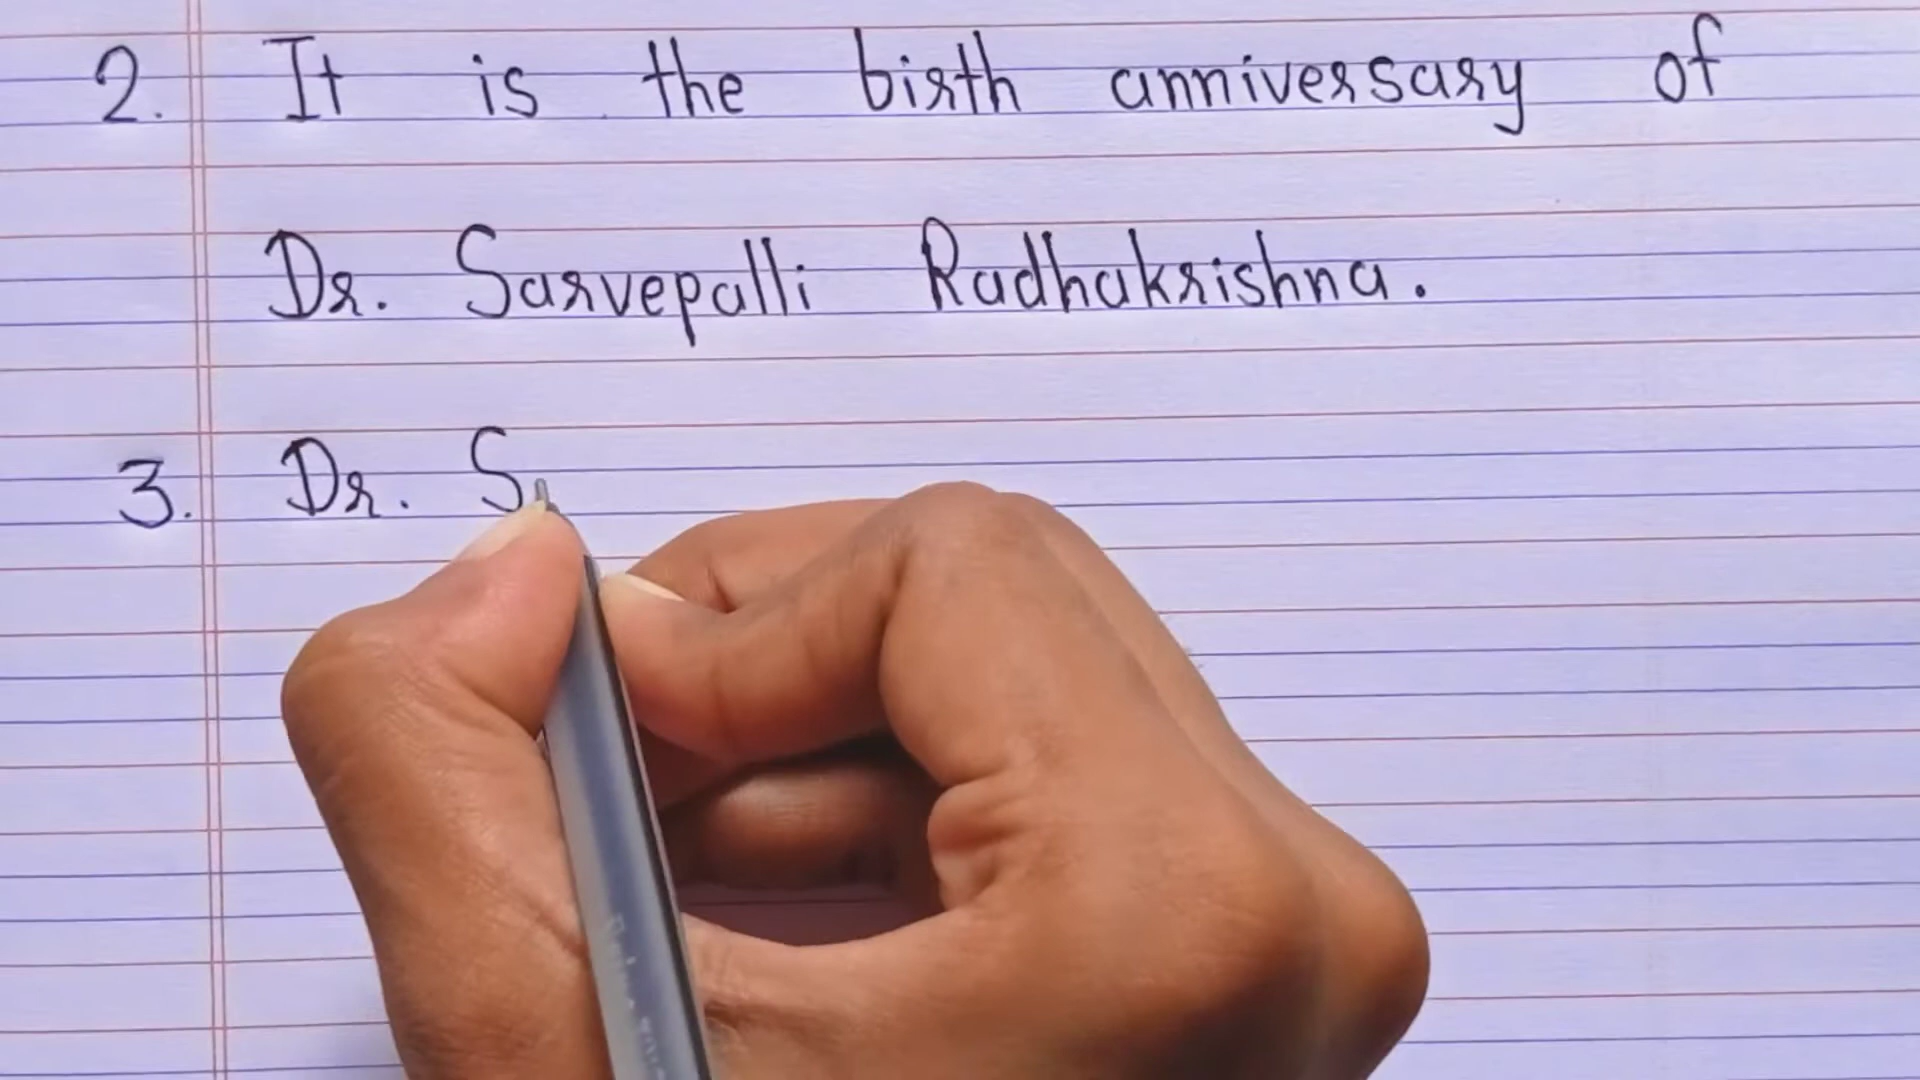 2. It is the birth anniversary of
Dr. Sarvepalli Radhakrishna.
3. Dr. S